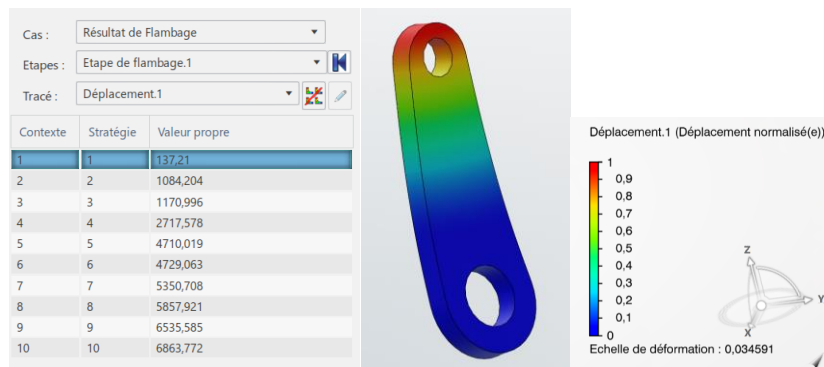 Cas : Résultat de Flambage
Etapes : Etape de flambage.1
Tracé : Déplacement.1
Contexte Stratégie Valeur propre
1 1 137,21
2 2 1084,204
3 3 1170,996
4 4 2717,578
5 5 4710,019
6 6 4729,063
7 7 5350,708
8 8 5857,921
9 9 6535,585
10 10 6863,772
Déplacement.1 (Déplacement normalisé(e))
1
0,9
0,8
0,7
0,6
0,5
0,4
0,3
0,2
0,1
0
Z
Y
X
Echelle de déformation : 0,034591